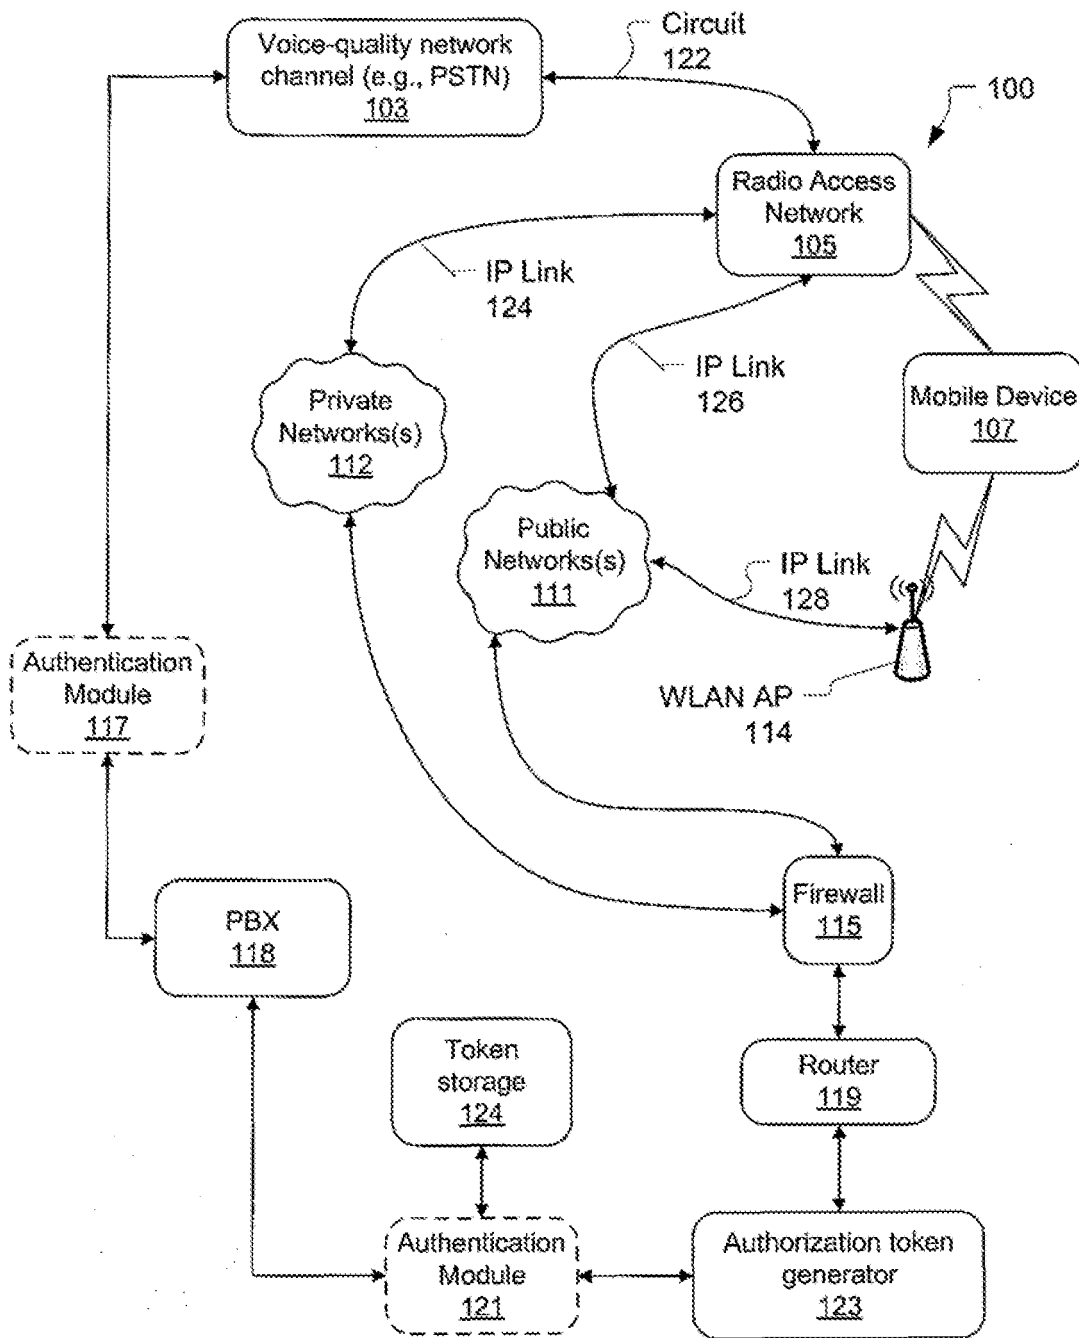 Voice-quality network
channel (e.g., PSTN)
103
Circuit
122
100
Radio Access
Network
105
IP Link
124
IP Link
126
Mobile Device
107
Private
Networks(s)
112
Public
Networks(s)
111
IP Link
128
WLAN AP
114
Authentication
Module
117
PBX
118
Firewall
115
Token
storage
124
Router
119
Authentication
Module
121
Authorization token
generator
123